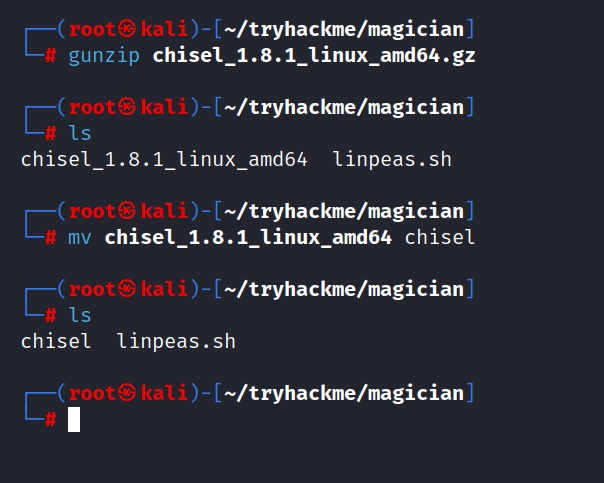 ┌──(root㉿kali)-[~/tryhackme/magician]
└─# gunzip chisel_1.8.1_linux_amd64.gz
┌──(root㉿kali)-[~/tryhackme/magician]
└─# ls
chisel_1.8.1_linux_amd64  linpeas.sh
┌──(root㉿kali)-[~/tryhackme/magician]
└─# mv chisel_1.8.1_linux_amd64 chisel
┌──(root㉿kali)-[~/tryhackme/magician]
└─# ls
chisel  linpeas.sh
┌──(root㉿kali)-[~/tryhackme/magician]
└─#